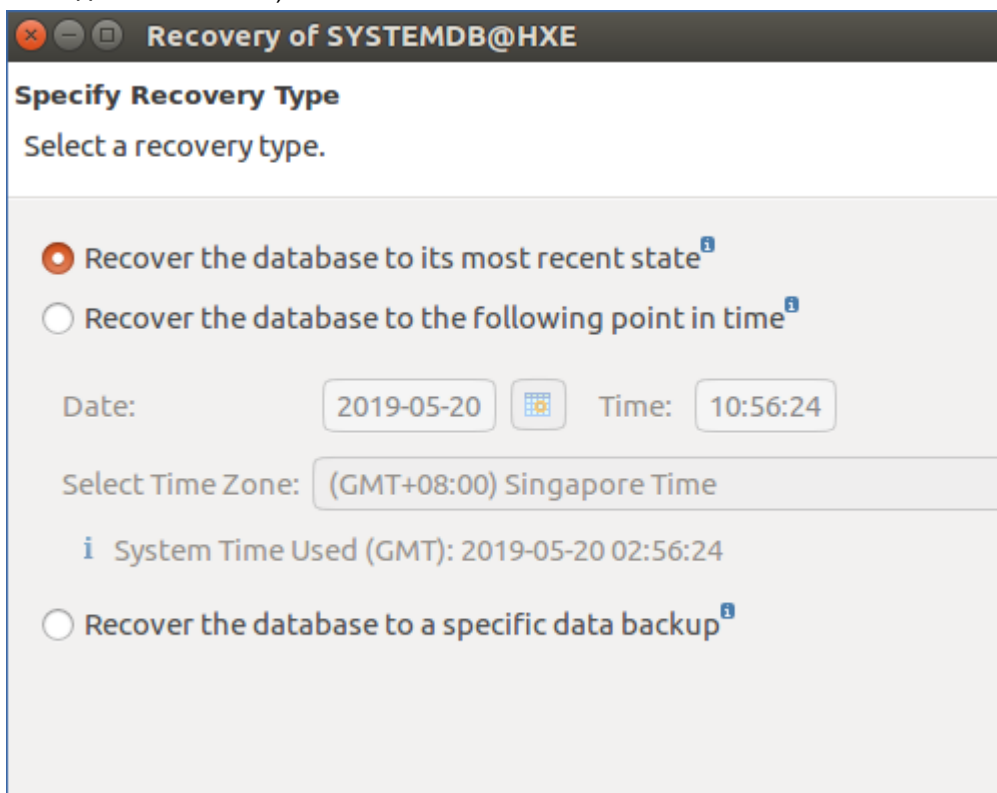 Recovery of SYSTEMDB@HXE
Specify Recovery Type
Select a recovery type.
Recover the database to its most recent state
Recover the database to the following point in time
Date: 2019-05-20 Time: 10:56:24
Select Time Zone: (GMT+08:00) Singapore Time
i System Time Used (GMT): 2019-05-20 02:56:24
Recover the database to a specific data backup